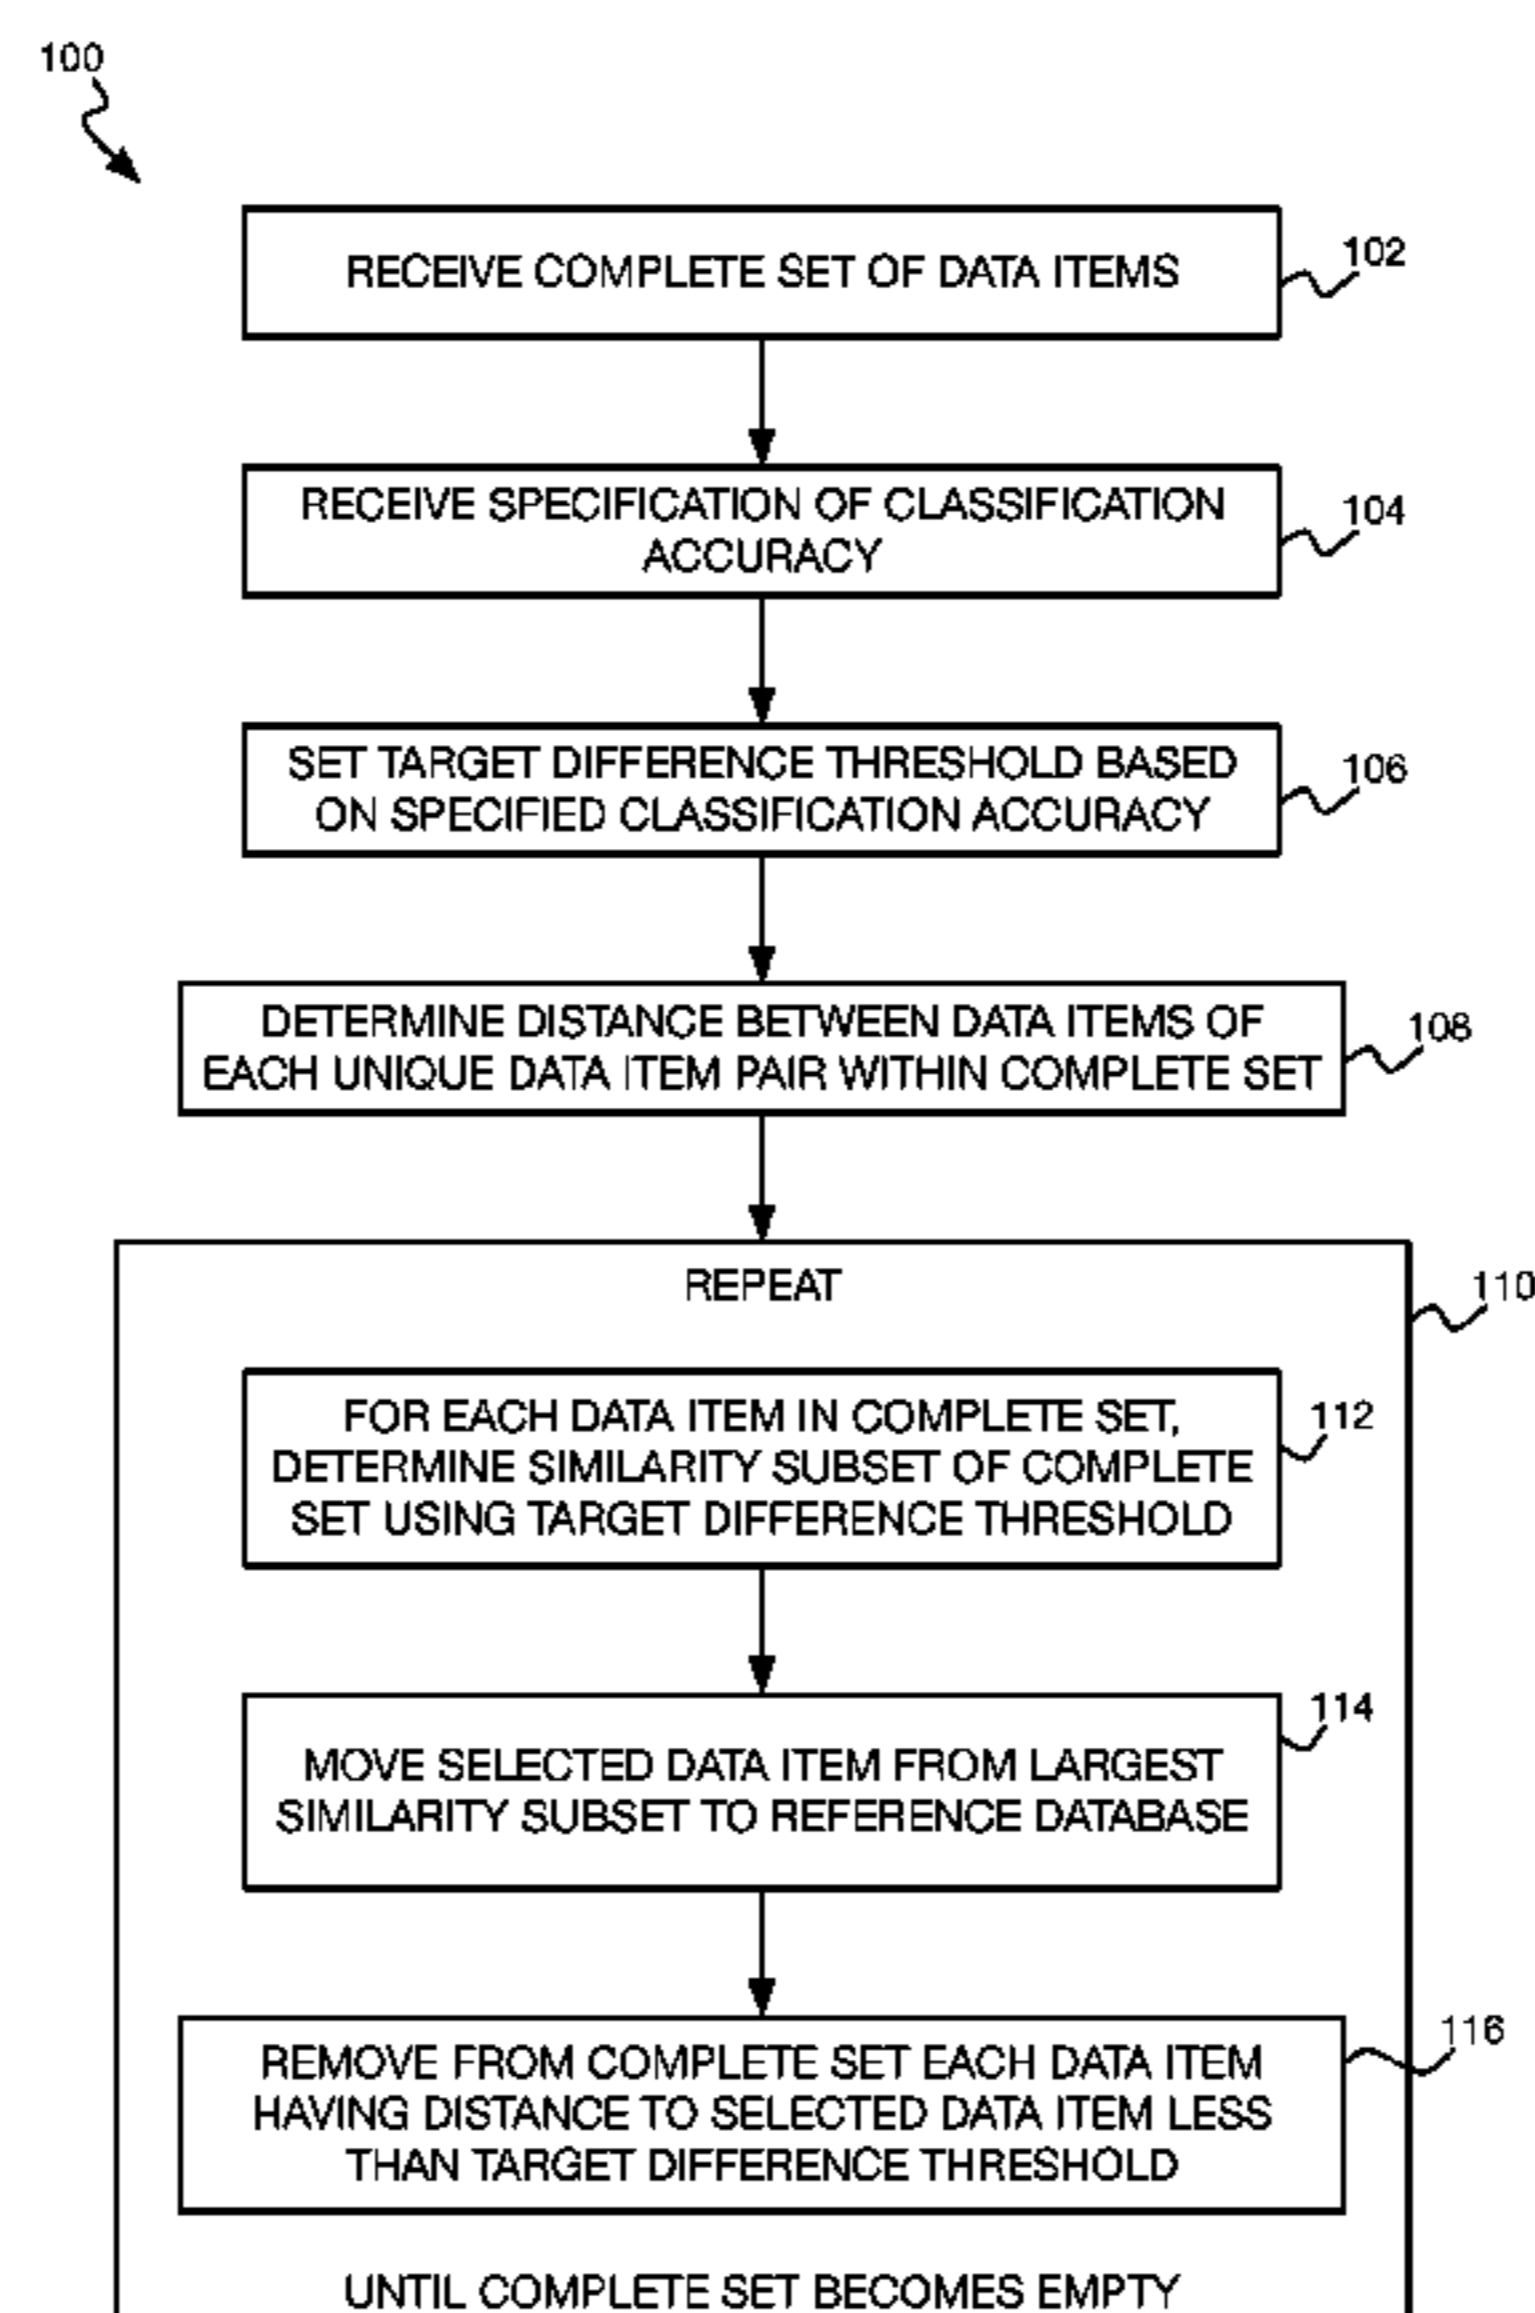 100
RECEIVE COMPLETE SET OF DATA ITEMS
102
RECEIVE SPECIFICATION OF CLASSIFICATION
ACCURACY
104
SET TARGET DIFFERENCE THRESHOLD BASED
ON SPECIFIED CLASSIFICATION ACCURACY
106
DETERMINE DISTANCE BETWEEN DATA ITEMS OF
EACH UNIQUE DATA ITEM PAIR WITHIN COMPLETE SET
108
REPEAT
110
FOR EACH DATA ITEM IN COMPLETE SET,
DETERMINE SIMILARITY SUBSET OF COMPLETE
SET USING TARGET DIFFERENCE THRESHOLD
112
MOVE SELECTED DATA ITEM FROM LARGEST
SIMILARITY SUBSET TO REFERENCE DATABASE
114
REMOVE FROM COMPLETE SET EACH DATA ITEM
HAVING DISTANCE TO SELECTED DATA ITEM LESS
THAN TARGET DIFFERENCE THRESHOLD
116
UNTIL COMPLETE SET BECOMES EMPTY